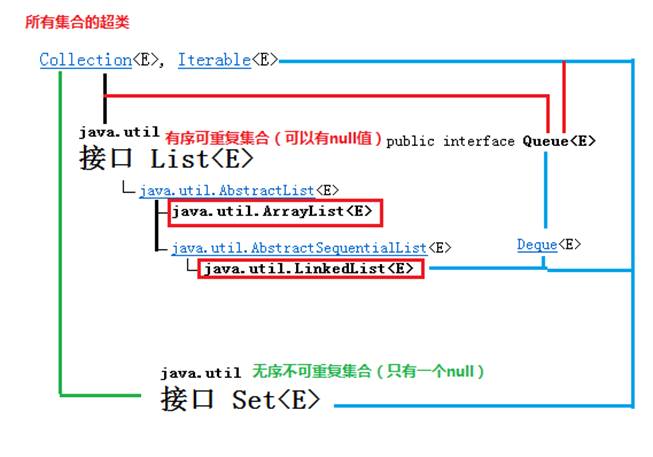 所有集合的超类
Collection<E>, Iterable<E>
java.util 有序可重复集合（可以有null值）
public interface Queue<E>
接口 List<E>
java.util.AbstractList<E>
java.util.ArrayList<E>
java.util.AbstractSequentialList<E>
Deque<E>
java.util.LinkedList<E>
java.util 无序不可重复集合（只有一个null）
接口 Set<E>